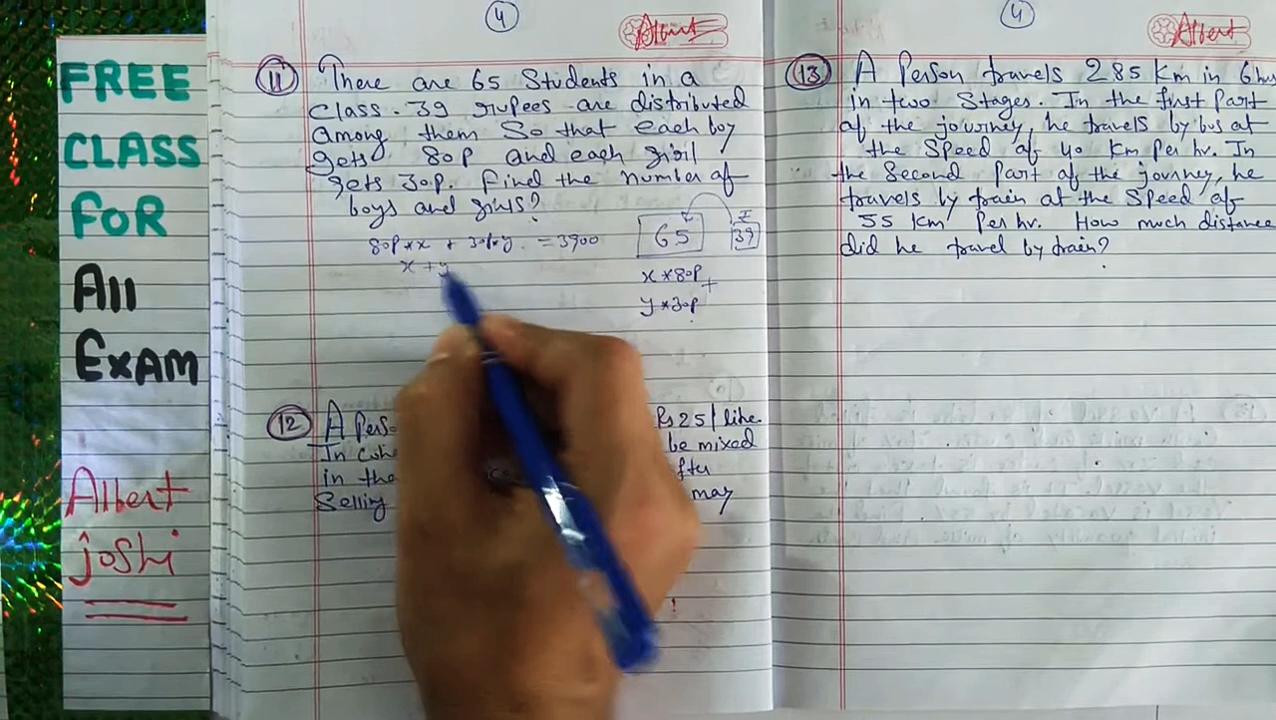 FREE
CLASS
FOR
All
EXAM
Albert
joshi
4
Albert
11 There are 65 Students in a
Class. 39 rupees are distributed
among them So that each boy
gets 80p and each girl
gets 30p. Find the number of
boys and girls?
80p*x + 30p*y = 3900
x + y
65
₹
39
x*80p +
y*30p
12 A Perso Rs 25/litre.
In be mixed
in the
Selling may
4
Albert
13 A Person travels 285 Km in 6 hrs
in two Stages. In the first Part
of the journey, he travels by bus at
the Speed of 40 Km Per hr. In
the Second Part of the journey, he
travels by train at the Speed of
55 Km Per hr. How much distance
did he travel by train?